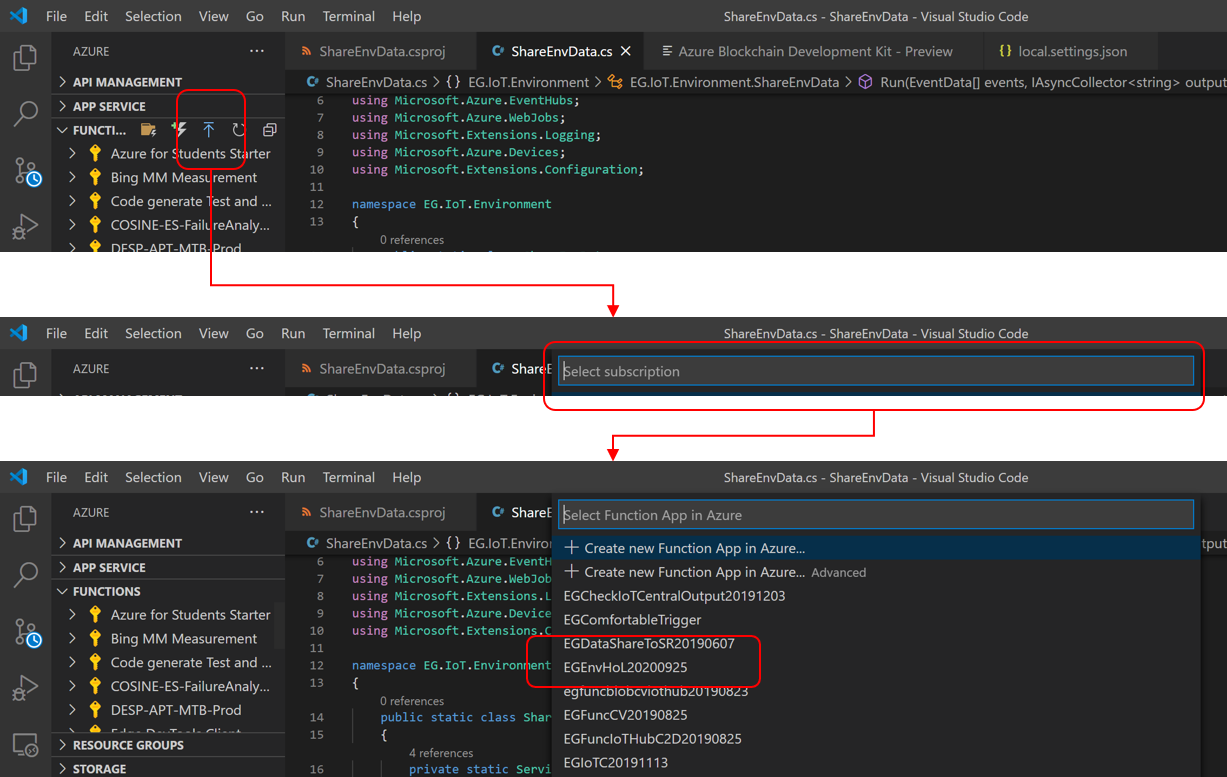 File Edit Selection View Go Run Terminal Help ShareEnvData.cs - ShareEnvData - Visual Studio Code
AZURE ··· ShareEnvData.csproj ShareEnvData.cs Azure Blockchain Development Kit - Preview {} local.settings.json
API MANAGEMENT
ShareEnvData.cs > {} EG.IoT.Environment > EG.IoT.Environment.ShareEnvData > Run(EventData[] events, IAsyncCollector<string> output
APP SERVICE
FUNCTI...
Azure for Students Starter
Bing MM Measurement
Code generate Test and ...
COSINE-ES-FailureAnaly...
DESP-APT-MTB-Prod
6 using Microsoft.Azure.EventHubs;
7 using Microsoft.Azure.WebJobs;
8 using Microsoft.Extensions.Logging;
9 using Microsoft.Azure.Devices;
10 using Microsoft.Extensions.Configuration;
11
12 namespace EG.IoT.Environment
13 {
0 references
File Edit Selection View Go Run Terminal Help ShareEnvData.cs - ShareEnvData - Visual Studio Code
AZURE ··· ShareEnvData.csproj ShareE
Select subscription
File Edit Selection View Go Run Terminal Help ShareEnvData.cs - ShareEnvData - Visual Studio Code
AZURE ··· ShareEnvData.csproj ShareE
API MANAGEMENT
APP SERVICE
FUNCTIONS
Azure for Students Starter
Bing MM Measurement
Code generate Test and ...
COSINE-ES-FailureAnaly...
DESP-APT-MTB-Prod
RESOURCE GROUPS
STORAGE
ShareEnvData.cs > {} EG.IoT.Enviror
6 using Microsoft.Azure.EventH
7 using Microsoft.Azure.WebJob
8 using Microsoft.Extensions.L
9 using Microsoft.Azure.Device
10 using Microsoft.Extensions.C
11
12 namespace EG.IoT.Environment
13 {
0 references
14 public static class Shar
15 {
4 references
16 private static Servi
Select Function App in Azure
+ Create new Function App in Azure...
+ Create new Function App in Azure... Advanced
EGCheckIoTCentralOutput20191203
EGComfortableTrigger
EGDataShareToSR20190607
EGEnvHoL20200925
egfuncblobcviothub20190823
EGFuncCV20190825
EGFuncIoTHubC2D20190825
EGIoTC20191113
tput